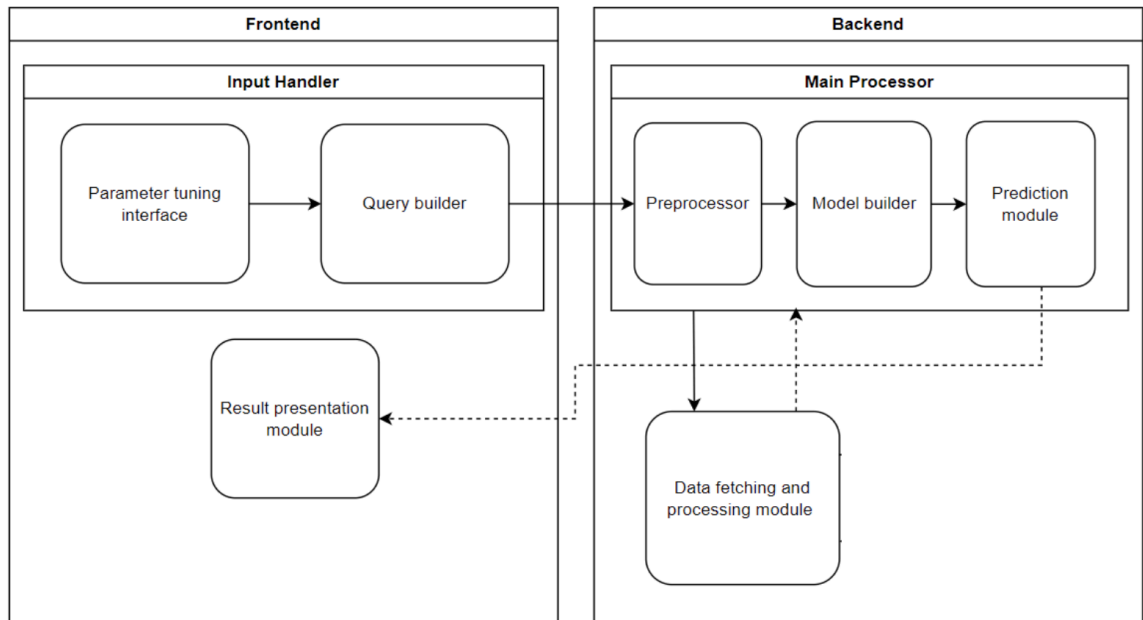 Frontend
Input Handler
Parameter tuning
interface
Query builder
Result presentation
module
Backend
Main Processor
Preprocessor
Model builder
Prediction
module
Data fetching and
processing module